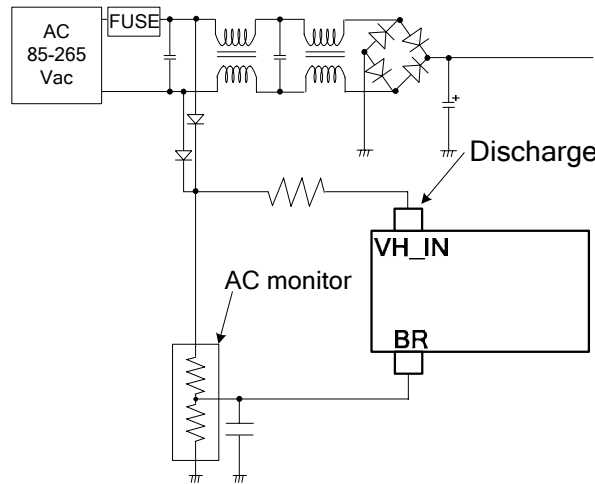 AC
85-265
Vac
FUSE
+
Discharge
VH_IN
AC monitor
BR